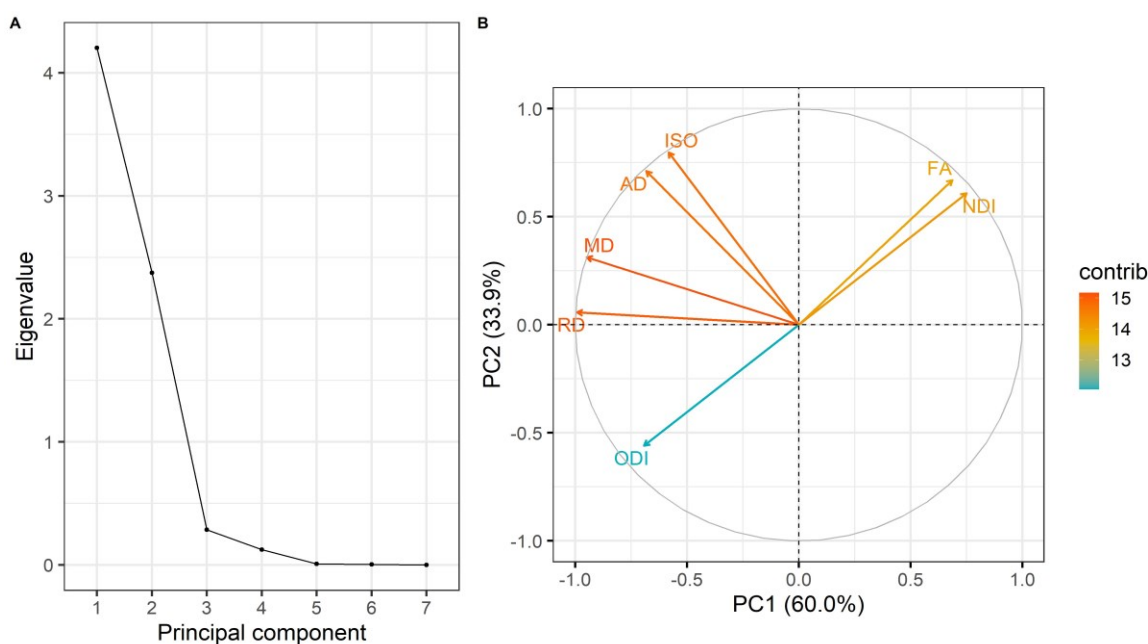 A
Eigenvalue
4
3
2
1
0
1 2 3 4 5 6 7
Principal component
B
PC2 (33.9%)
1.0
0.5
0.0
-0.5
-1.0
ISO
AD
FA
NDI
MD
RD
ODI
-1.0 -0.5 0.0 0.5 1.0
PC1 (60.0%)
contrib
15
14
13